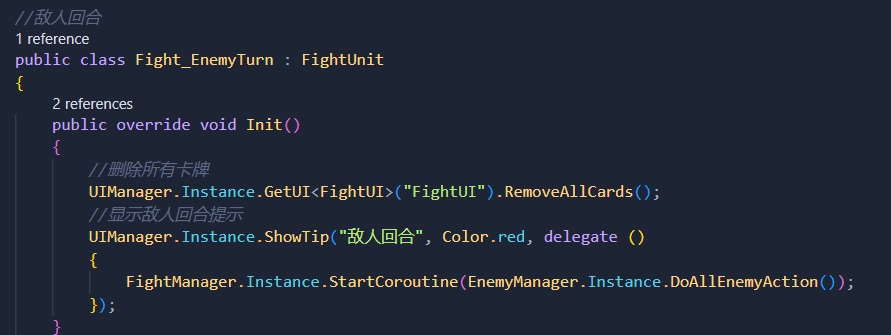 //敌人回合
1 reference
public class Fight_EnemyTurn : FightUnit
{
2 references
public override void Init()
{
//删除所有卡牌
UIManager.Instance.GetUI<FightUI>("FightUI").RemoveAllCards();
//显示敌人回合提示
UIManager.Instance.ShowTip("敌人回合", Color.red, delegate ()
{
FightManager.Instance.StartCoroutine(EnemyManager.Instance.DoAllEnemyAction());
});
}